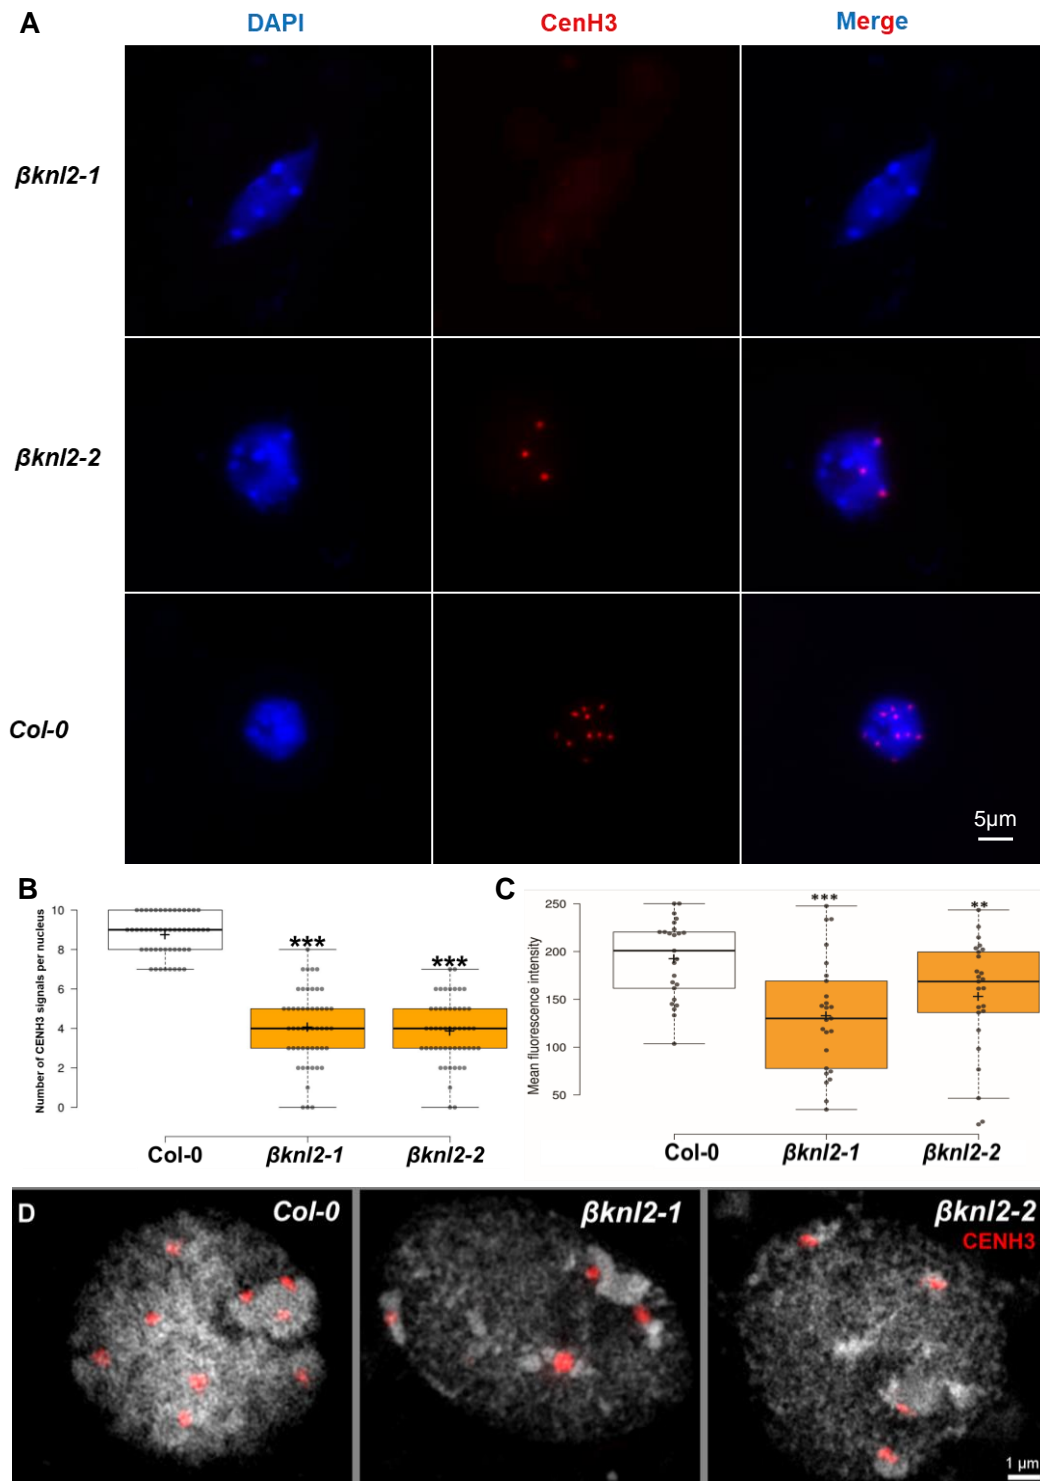 A
DAPI
CenH3
Merge
βknl2-1
βknl2-2
Col-0
5μm
B
Number of CENH3 signals per nucleus
10
8
6
4
2
0
***
***
Col-0
βknl2-1
βknl2-2
C
Mean fluorescence intensity
250
200
150
100
50
***
**
Col-0
βknl2-1
βknl2-2
D
Col-0
βknl2-1
βknl2-2
CENH3
1 μm